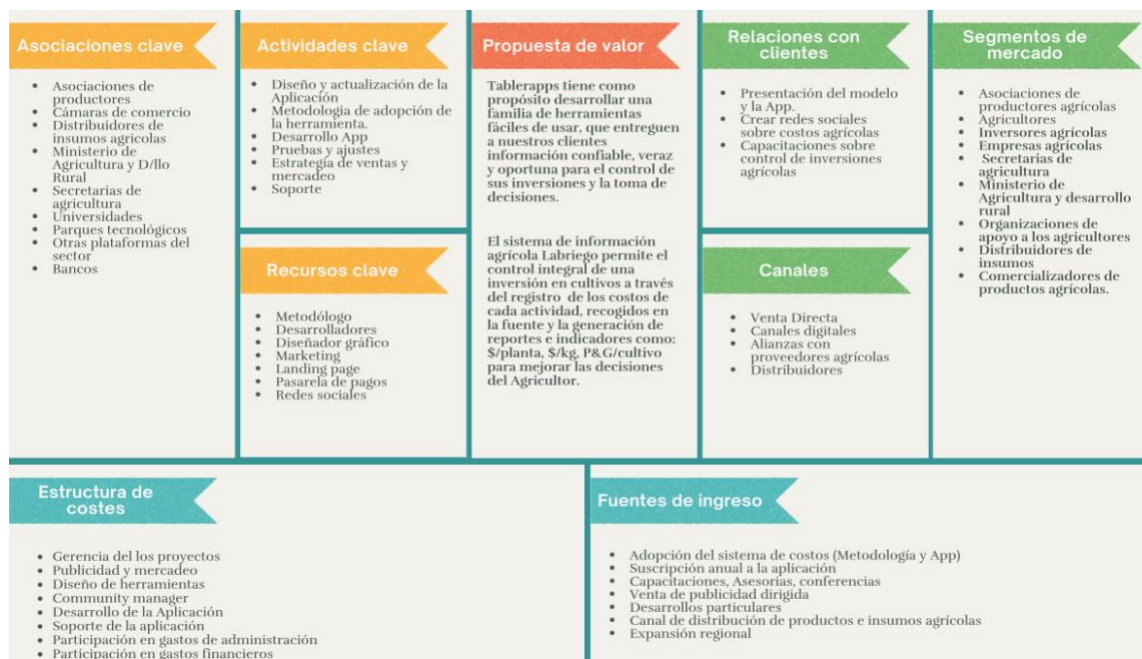 Asociaciones clave
Asociaciones de
productores
Cámaras de comercio
Distribuidores de
insumos agricolas
Ministerio de
Agricultura y D/llo
Rural
Secretarias de
agricultura
Universidades
Parques tecnológicos
Otras plataformas del
sector
Bancos
Actividades clave
Diseño y actualización de la
Aplicación
Metodologia de adopción de
la herramienta.
Desarrollo App
Pruebas y ajustes
Estrategia de ventas y
mercadeo
Soporte
Recursos clave
Metodólogo
Desarrolladores
Diseñador gráfico
Marketing
Landing page
Pasarela de pagos
Redes sociales
Propuesta de valor
Tablerapps tiene como
propósito desarrollar una
familia de herramientas
fáciles de usar, que entreguen
a nuestros clientes
información confiable, veraz
y oportuna para el control de
sus inversiones y la toma de
decisiones.
El sistema de información
agrícola Labriego permite el
control integral de una
inversión en cultivos a través
del registro de los costos de
cada actividad, recogidos en
la fuente y la generación de
reportes e indicadores como:
$/planta, $/kg, P&G/cultivo
para mejorar las decisiones
del Agricultor.
Relaciones con
clientes
Presentación del modelo
y la App.
Crear redes sociales
sobre costos agrícolas
Capacitaciones sobre
control de inversiones
agrícolas
Canales
Venta Directa
Canales digitales
Alianzas con
proveedores agrícolas
Distribuidores
Segmentos de
mercado
Asociaciones de
productores agrícolas
Agricultores
Inversores agrícolas
Empresas agrícolas
Secretarias de
agricultura
Ministerio de
Agricultura y desarrollo
rural
Organizaciones de
apoyo a los agricultores
Distribuidores de
insumos
Comercializadores de
productos agrícolas.
Estructura de
costes
Gerencia del los proyectos
Publicidad y mercadeo
Diseño de herramientas
Community manager
Desarrollo de la Aplicación
Soporte de la aplicación
Participación en gastos de administración
Participación en gastos financieros
Fuentes de ingreso
Adopción del sistema de costos (Metodología y App)
Suscripción anual a la aplicación
Capacitaciones, Asesorías, conferencias
Venta de publicidad dirigida
Desarrollos particulares
Canal de distribución de productos e insumos agrícolas
Expansión regional